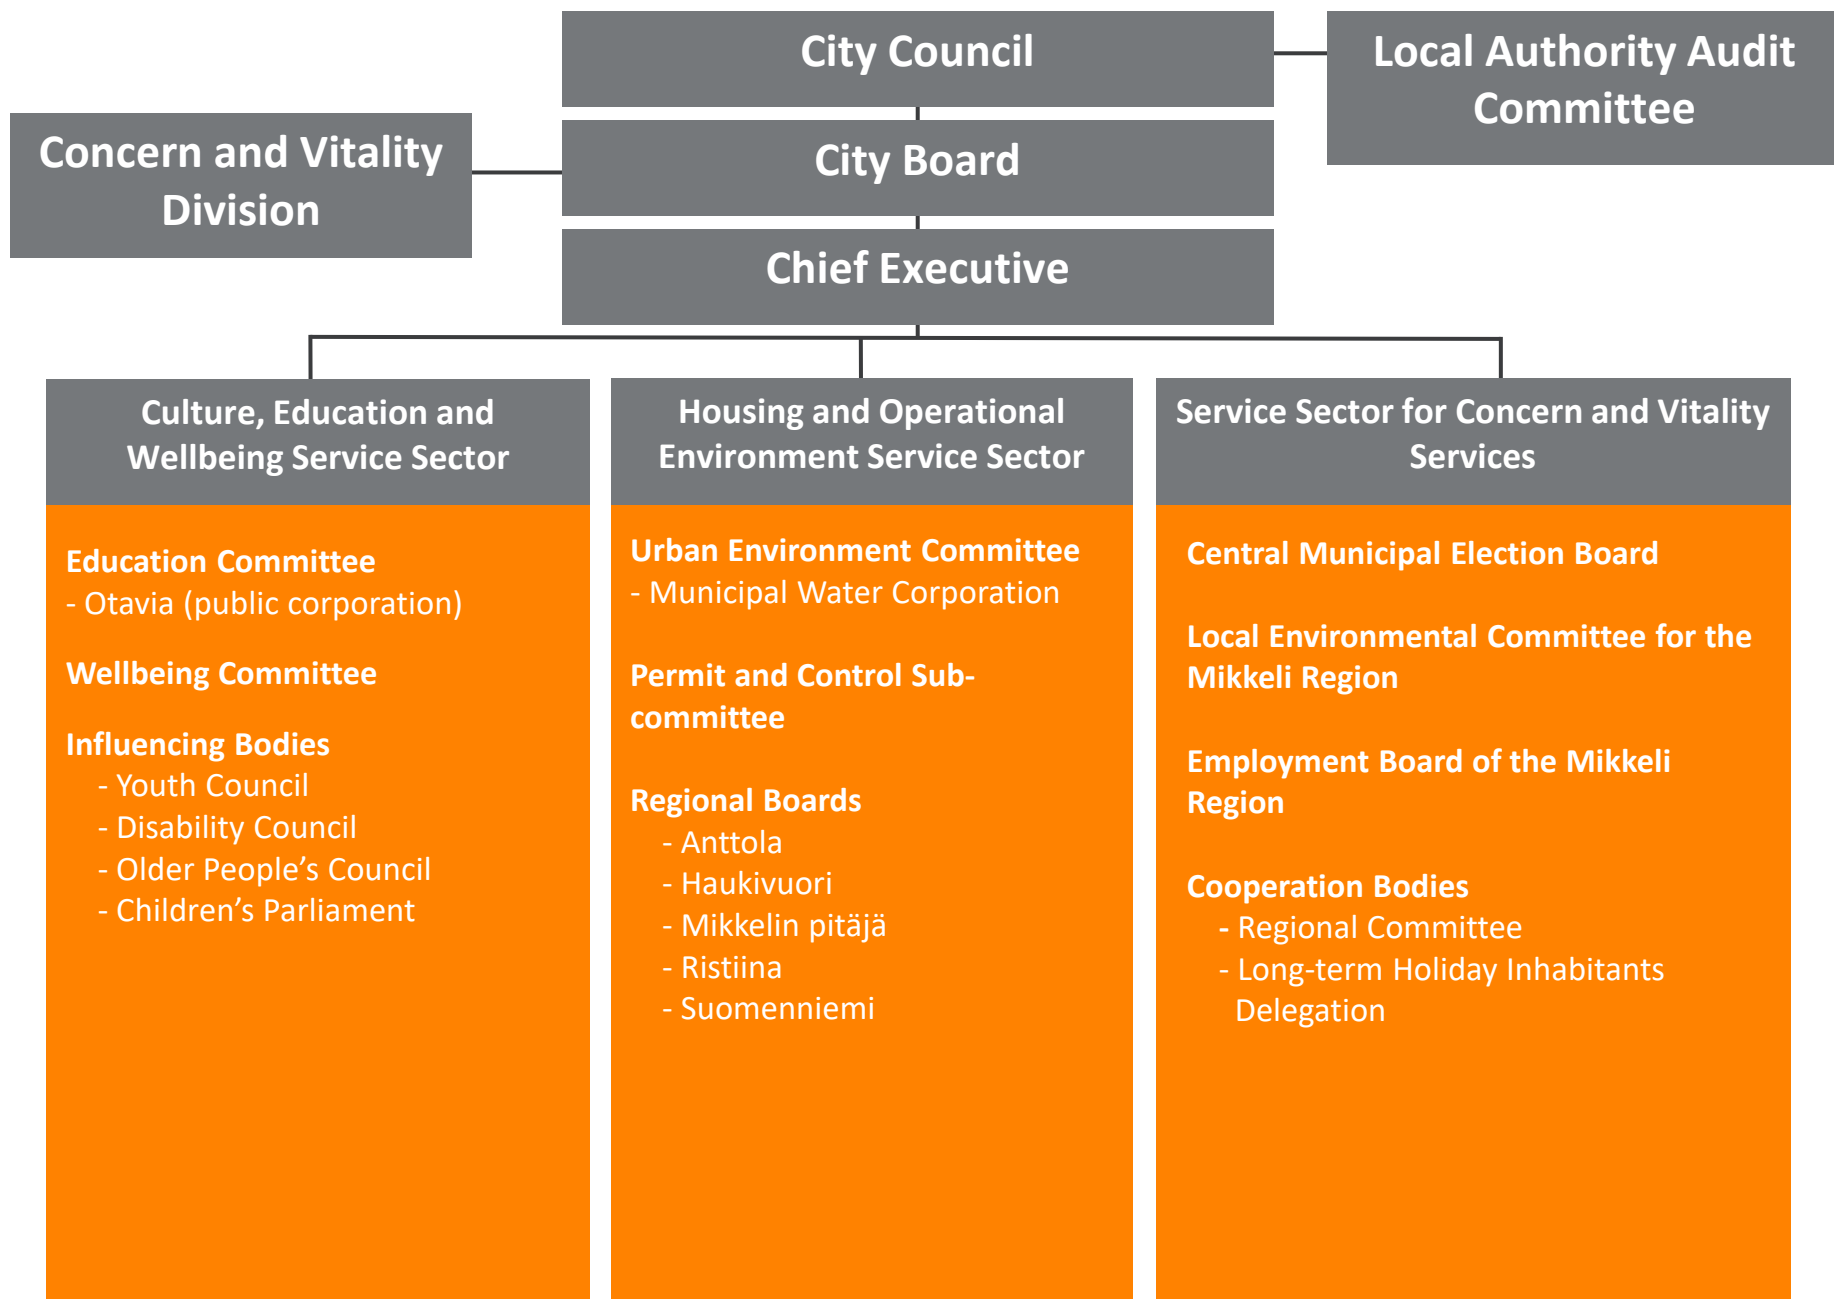 City Council
Local Authority Audit
Committee
Concern and Vitality
Division
City Board
Chief Executive
Culture, Education and
Wellbeing Service Sector
Education Committee
- Otavia (public corporation)
Wellbeing Committee
Influencing Bodies
- Youth Council
- Disability Council
- Older People’s Council
- Children’s Parliament
Housing and Operational
Environment Service Sector
Urban Environment Committee
- Municipal Water Corporation
Permit and Control Sub-
committee
Regional Boards
- Anttola
- Haukivuori
- Mikkelin pitäjä
- Ristiina
- Suomenniemi
Service Sector for Concern and Vitality
Services
Central Municipal Election Board
Local Environmental Committee for the
Mikkeli Region
Employment Board of the Mikkeli
Region
Cooperation Bodies
- Regional Committee
- Long-term Holiday Inhabitants
Delegation